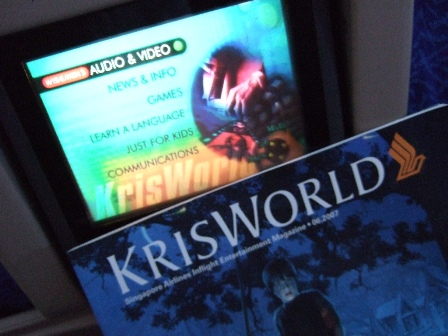 WISEMEN AUDIO & VIDEO
NEWS & INFO
GAMES
LEARN A LANGUAGE
JUST FOR KIDS
COMMUNICATIONS
KrisWorld
KRISWORLD
Singapore Airlines Inflight Entertainment Magazine • 06.2007